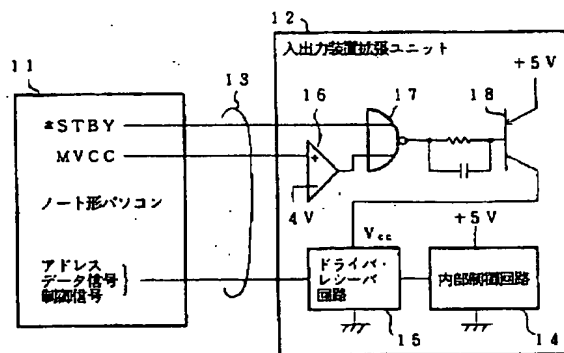 12
入出力装置拡張ユニット
11
13
+5V
16
17
18
*STBY
MVCC
+
4V
-
ノート形パソコン
Vcc
+5V
アドレス
データ信号
制御信号
ドライバ・
レシーバ
回路
内部制御回路
15
14